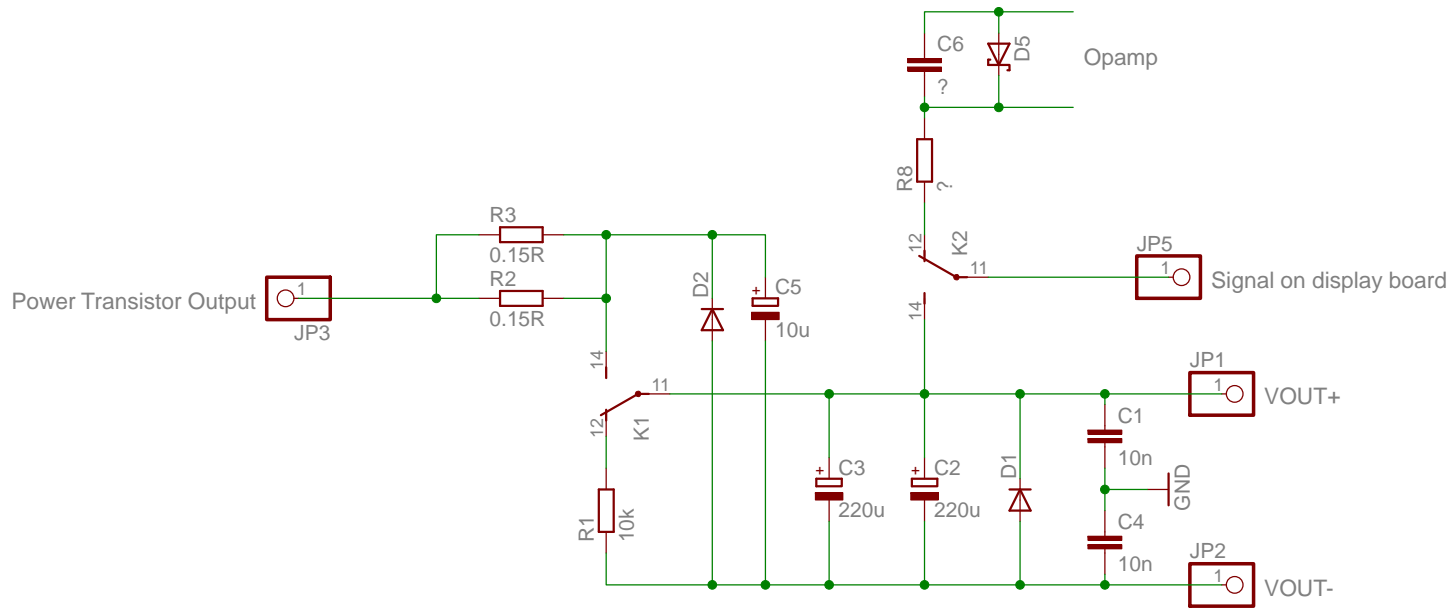 C6
?
D5
Opamp
R8
?
12
K2
11
14
JP5
1
Signal on display board
R3
0.15R
R2
0.15R
Power Transistor Output
1
JP3
D2
+
C5
10u
14
11
12
K1
R1
10k
+
C3
220u
+
C2
220u
D1
C1
10n
GND
C4
10n
JP1
1
VOUT+
JP2
1
VOUT-